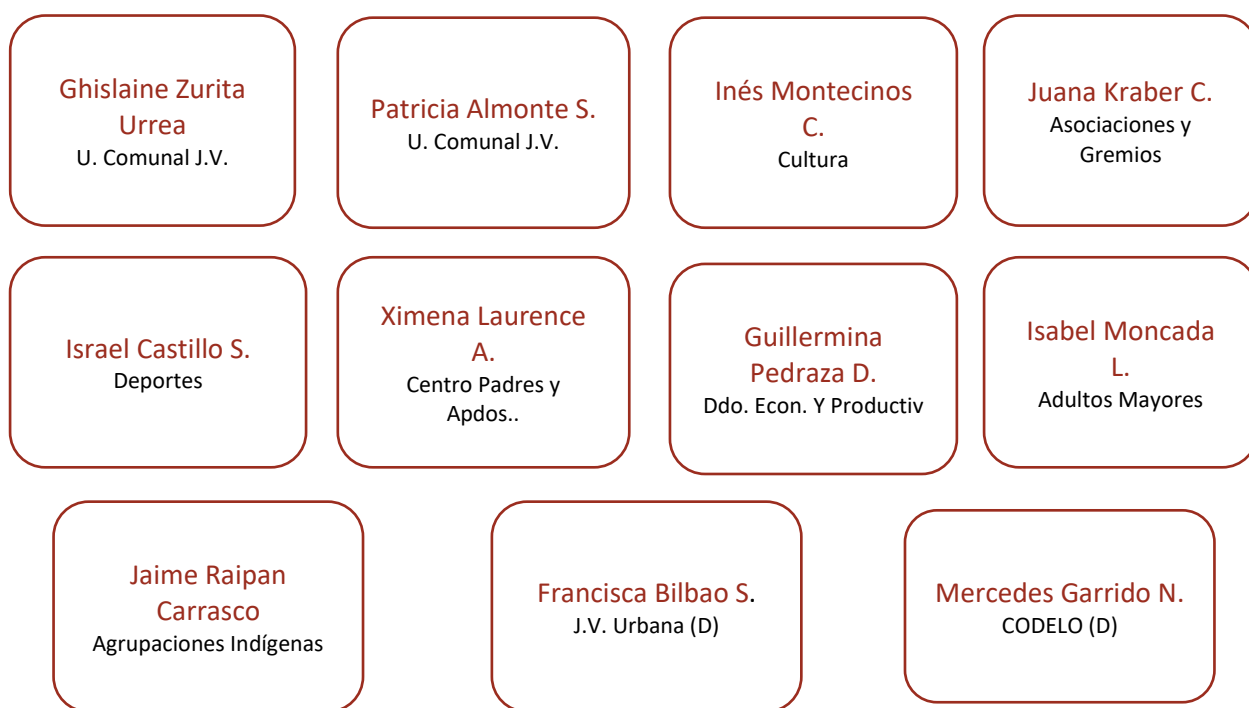 Ghislaine Zurita
Urrea
U. Comunal J.V.
Patricia Almonte S.
U. Comunal J.V.
Inés Montecinos
C.
Cultura
Juana Kraber C.
Asociaciones y
Gremios
Israel Castillo S.
Deportes
Ximena Laurence
A.
Centro Padres y
Apdos..
Guillermina
Pedraza D.
Ddo. Econ. Y Productiv
Isabel Moncada
L.
Adultos Mayores
Jaime Raipan
Carrasco
Agrupaciones Indígenas
Francisca Bilbao S.
J.V. Urbana (D)
Mercedes Garrido N.
CODELO (D)